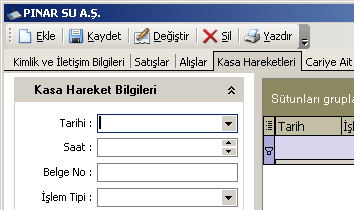 PINAR SU A.Ş.
Ekle Kaydet Değiştir Sil Yazdır
Kimlik ve İletişim Bilgileri Satışlar Alışlar Kasa Hareketleri Cariye Ait
Kasa Hareket Bilgileri
Sütunları grupla
Tarihi :
Tarih İşl
Saat :
Belge No :
İşlem Tipi :